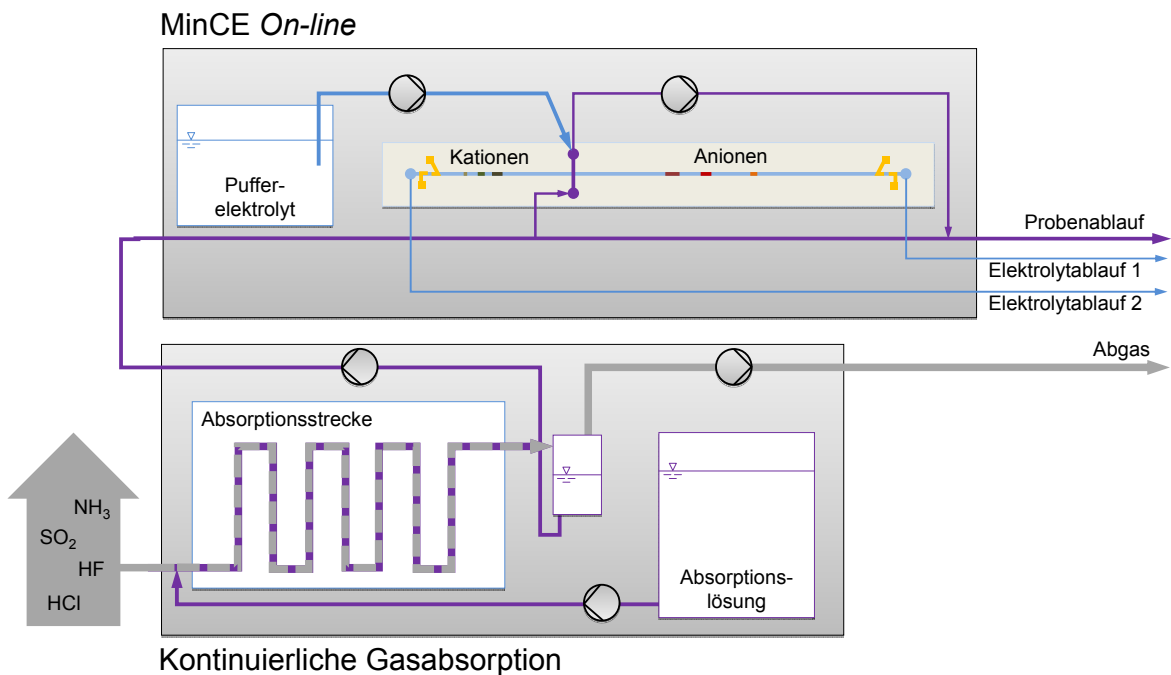 MinCE On-line
Kationen
Anionen
Puffer-
elektrolyt
Probenablauf
Elektrolytablauf 1
Elektrolytablauf 2
Abgas
Absorptionsstrecke
NH3
SO2
HF
HCl
Absorptions-
lösung
Kontinuierliche Gasabsorption